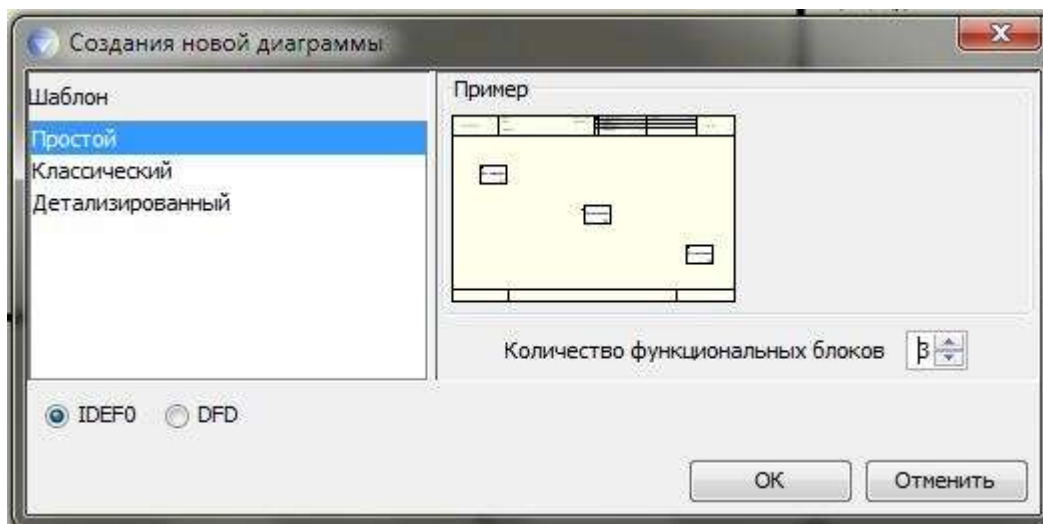 Создания новой диаграммы
Шаблон
Простой
Классический
Детализированный
Пример
Количество функциональных блоков 3
IDEF0 DFD
OK Отменить